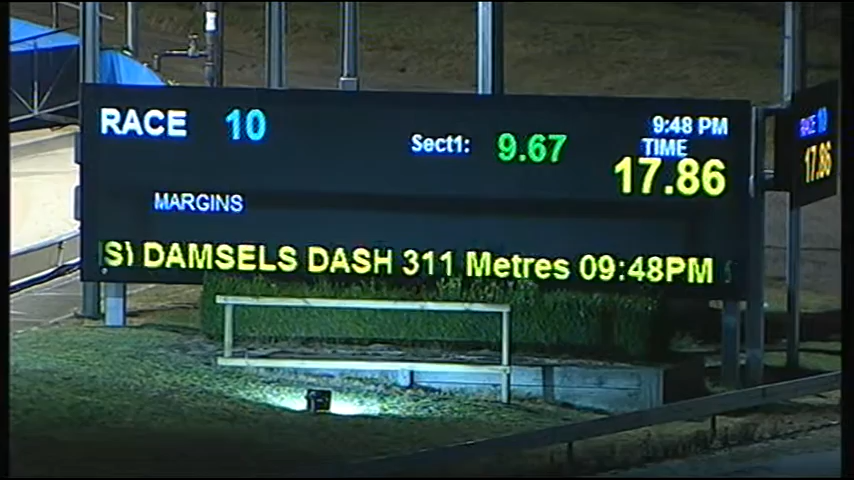 RACE 10
9:48 PM
Sect1: 9.67
TIME
17.86
MARGINS
S) DAMSELS DASH 311 Metres 09:48PM
RACE 10
17.86